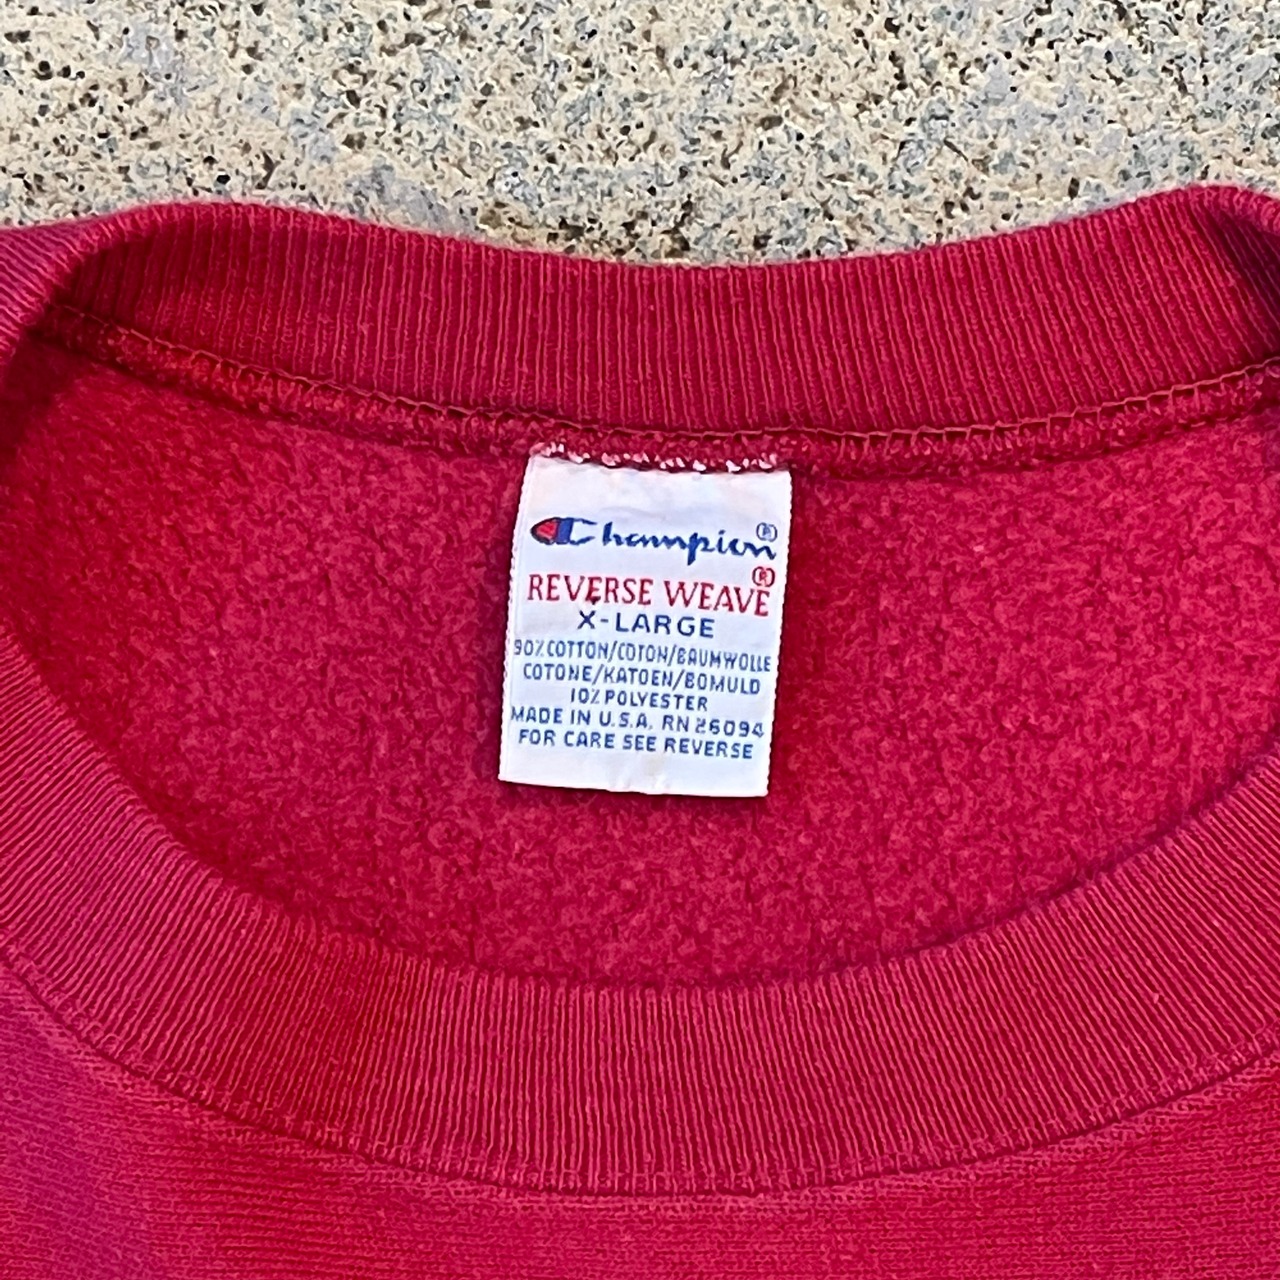 Champion®
®
REVERSE WEAVE
X-LARGE
90% COTTON/COTON/BAUMWOLLE
COTONE/KATOEN/BOMULD
10% POLYESTER
MADE IN U.S.A. RN 26094
FOR CARE SEE REVERSE